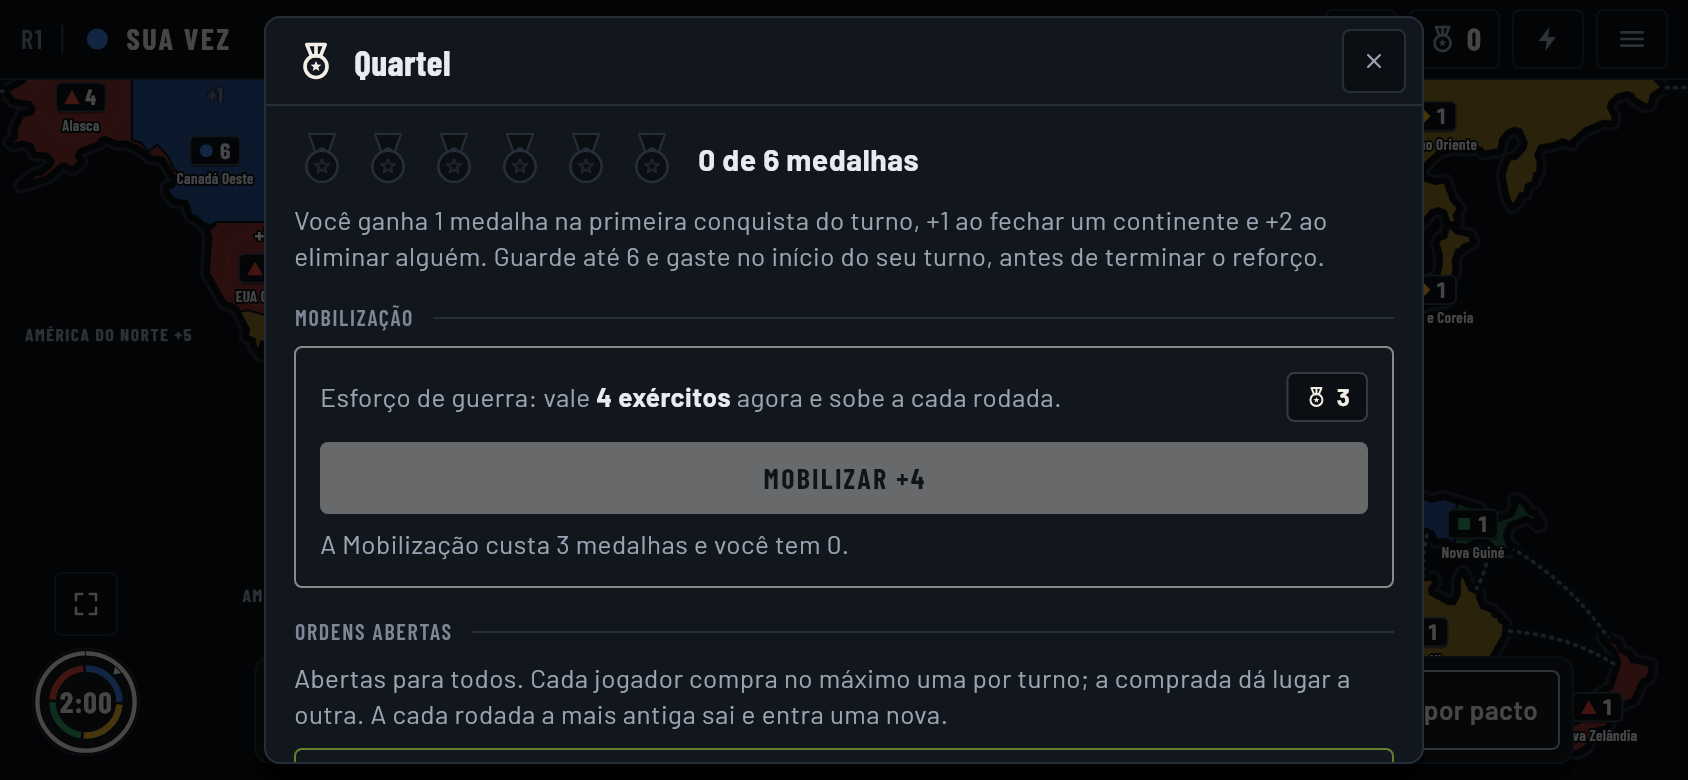 R1
SUA VEZ
Quartel
0
4
Alasca
+1
6
Canadá Oeste
EUA
AMÉRICA DO NORTE +5
AM
2:00
0 de 6 medalhas
Você ganha 1 medalha na primeira conquista do turno, +1 ao fechar um continente e +2 ao
eliminar alguém. Guarde até 6 e gaste no início do seu turno, antes de terminar o reforço.
MOBILIZAÇÃO
Esforço de guerra: vale 4 exércitos agora e sobe a cada rodada.
3
MOBILIZAR +4
A Mobilização custa 3 medalhas e você tem 0.
ORDENS ABERTAS
Abertas para todos. Cada jogador compra no máximo uma por turno; a comprada dá lugar a
outra. A cada rodada a mais antiga sai e entra uma nova.
1
o Oriente
1
e Coreia
1
Nova Guiné
1
por pacto
1
va Zelândia